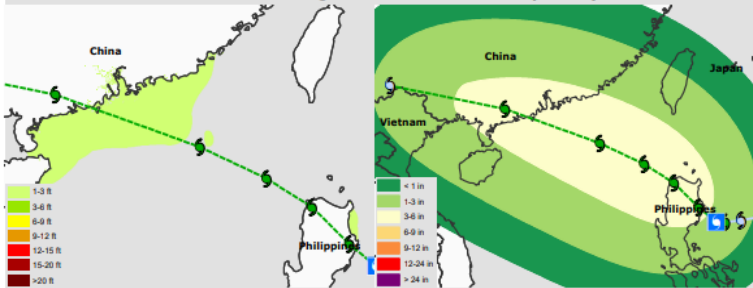 China
Philippines
1-3 ft
3-6 ft
6-9 ft
9-12 ft
12-15 ft
15-20 ft
>20 ft
China
Japan
Vietnam
Philippines
< 1 in
1-3 in
3-6 in
6-9 in
9-12 in
12-24 in
> 24 in